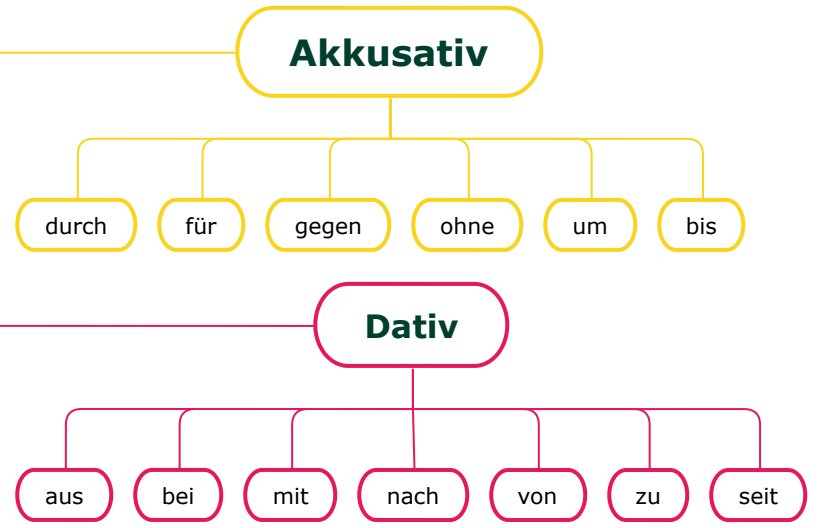 Akkusativ
durch für gegen ohne um bis
Dativ
aus bei mit nach von zu seit